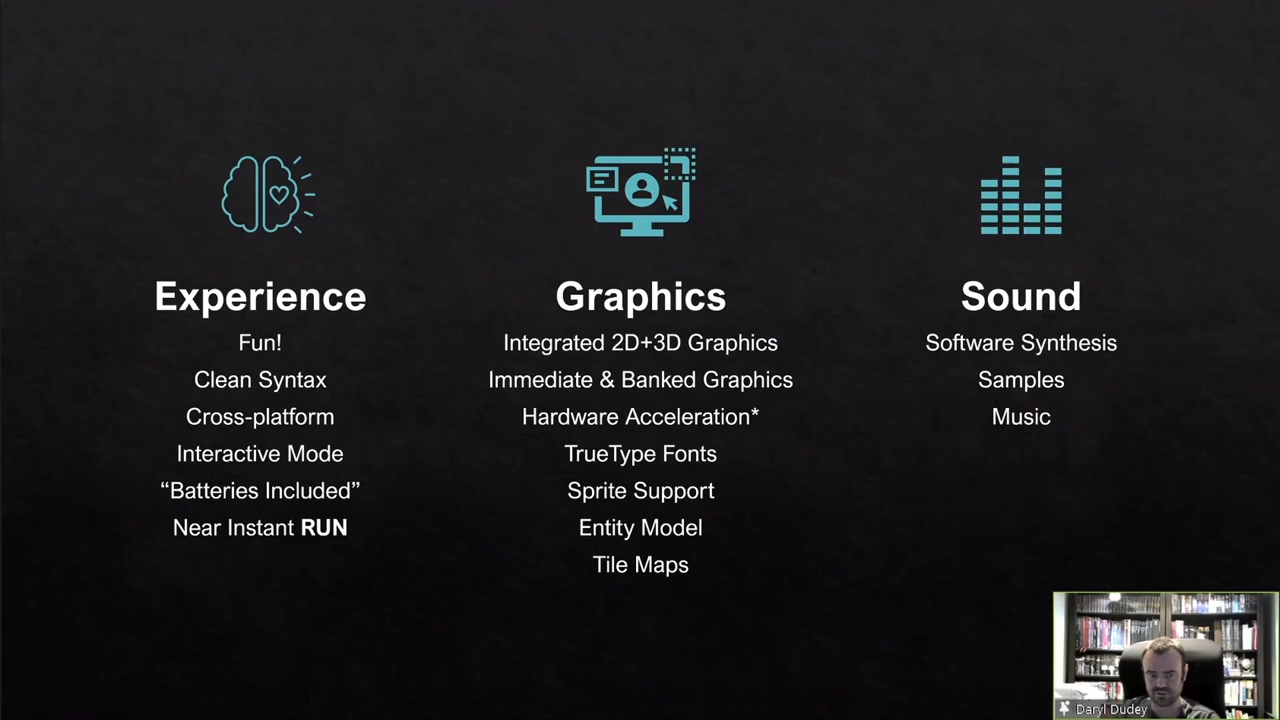 Experience
Fun!
Clean Syntax
Cross-platform
Interactive Mode
“Batteries Included”
Near Instant RUN
Graphics
Integrated 2D+3D Graphics
Immediate & Banked Graphics
Hardware Acceleration*
TrueType Fonts
Sprite Support
Entity Model
Tile Maps
Sound
Software Synthesis
Samples
Music
Daryl Dudey